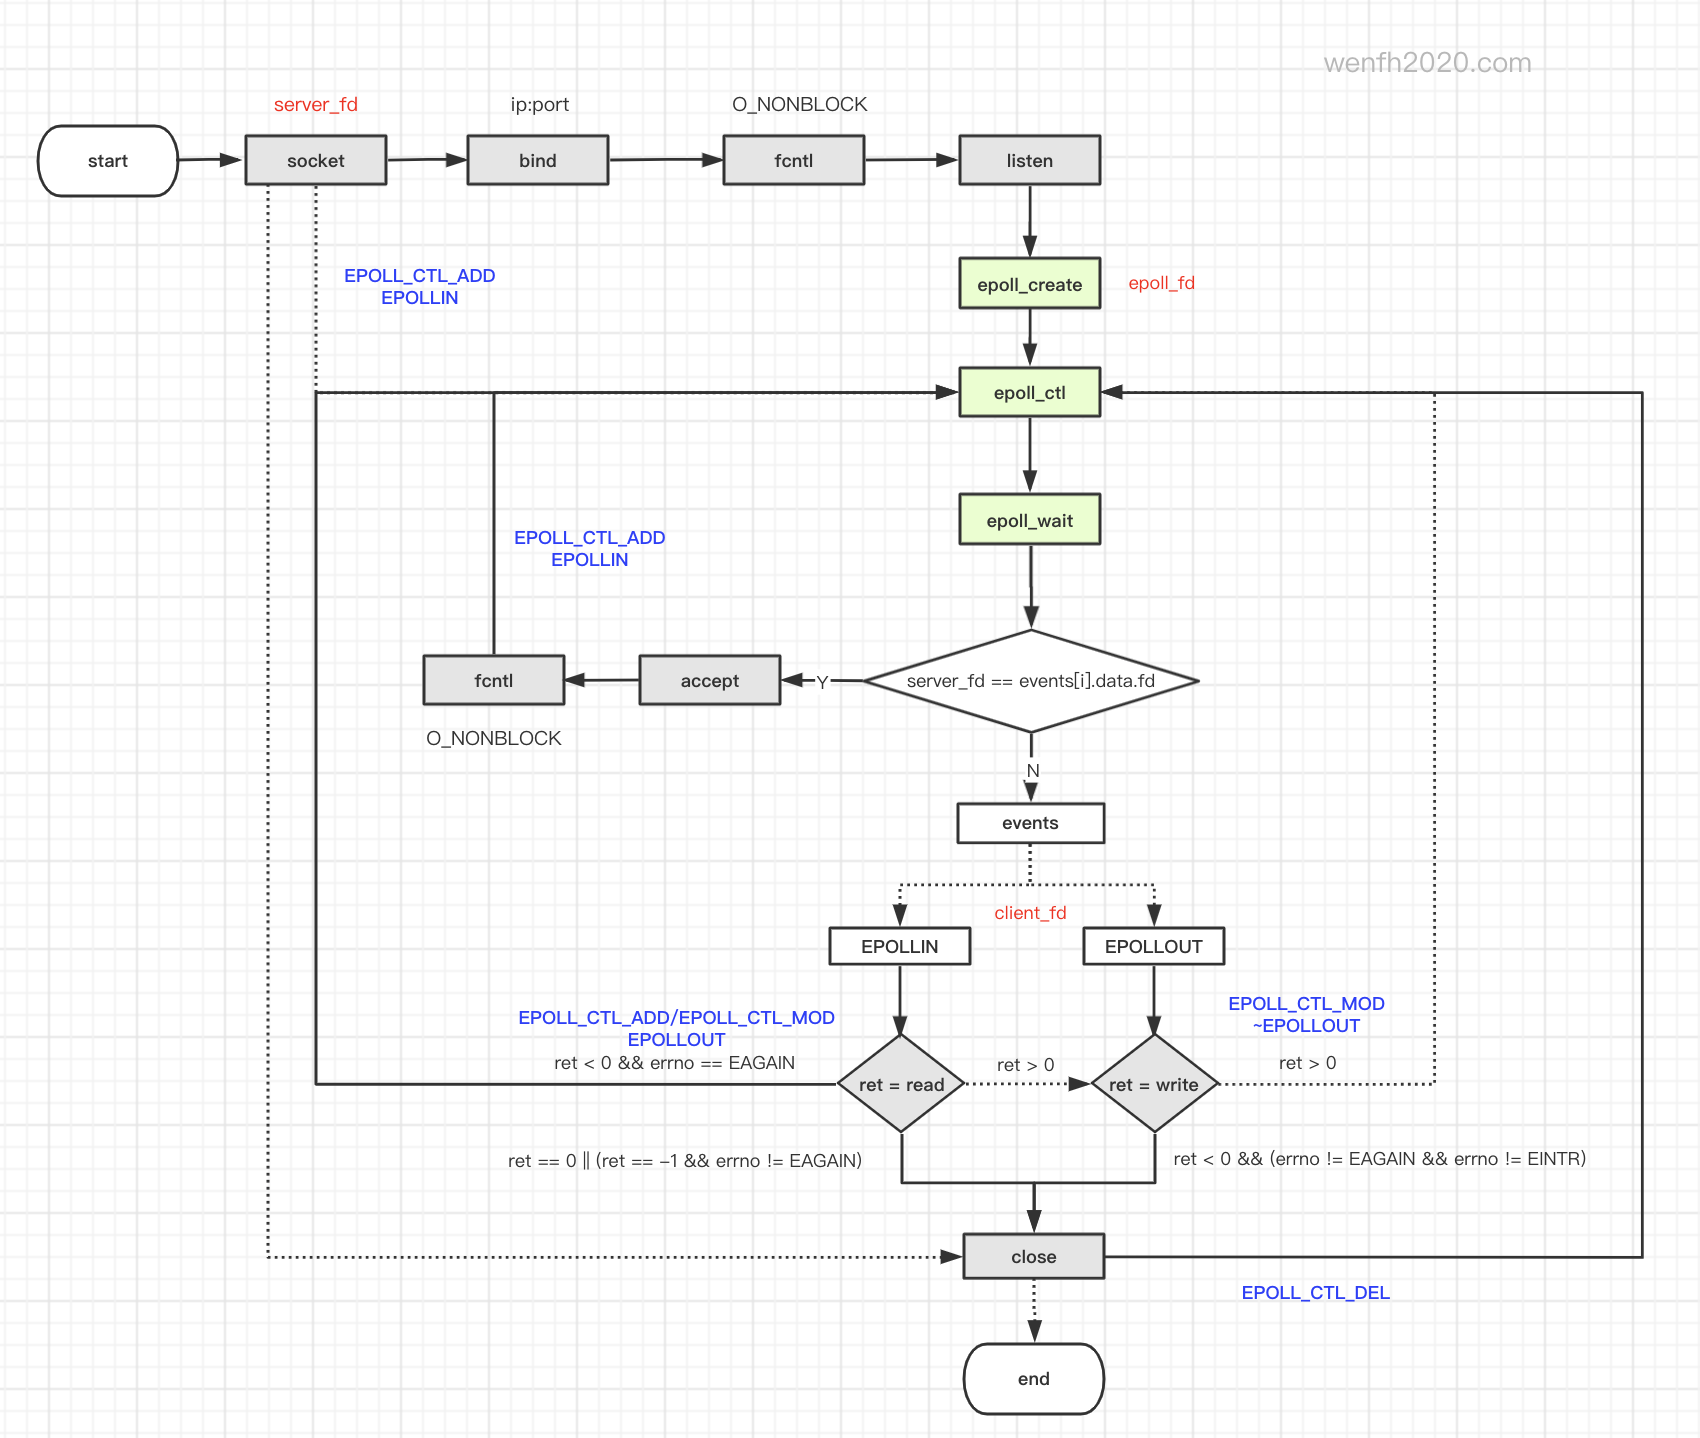 wenfh2020.com
server_fd
ip:port
O_NONBLOCK
start
socket
bind
fcntl
listen
EPOLL_CTL_ADD
EPOLLIN
epoll_create
epoll_fd
epoll_ctl
epoll_wait
EPOLL_CTL_ADD
EPOLLIN
fcntl
accept
Y
server_fd == events[i].data.fd
O_NONBLOCK
N
events
client_fd
EPOLLIN
EPOLLOUT
EPOLL_CTL_ADD/EPOLL_CTL_MOD
EPOLLOUT
ret < 0 && errno == EAGAIN
EPOLL_CTL_MOD
~EPOLLOUT
ret > 0
ret > 0
ret = read
ret = write
ret == 0 || (ret == -1 && errno != EAGAIN)
ret < 0 && (errno != EAGAIN && errno != EINTR)
close
EPOLL_CTL_DEL
end